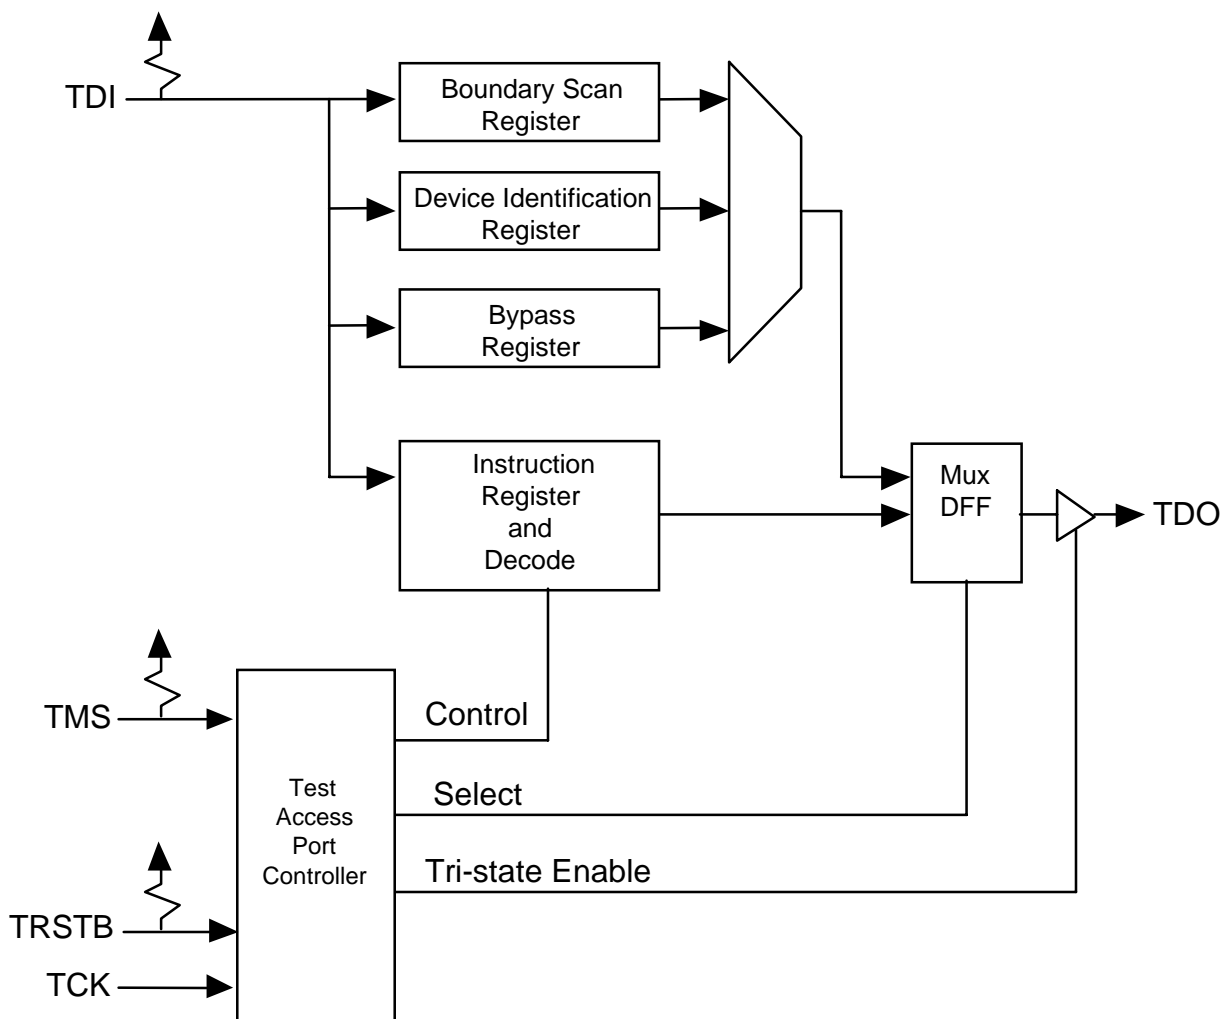 TDI
Boundary Scan
Register
Device Identification
Register
Bypass
Register
Instruction
Register
and
Decode
Mux
DFF
TDO
TMS
Control
Test
Access
Port
Controller
Select
Tri-state Enable
TRSTB
TCK